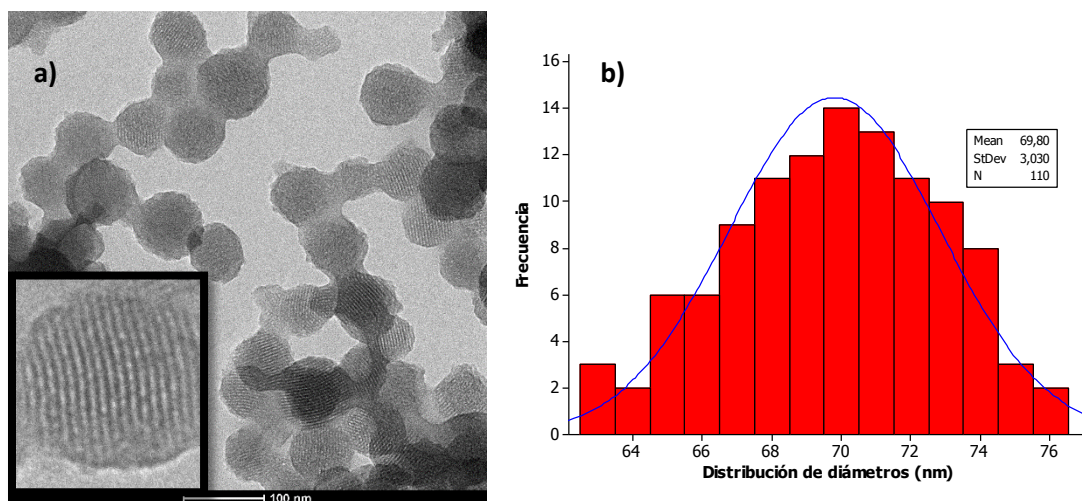 a)
100 nm
b)
Frecuencia
16
14
12
10
8
6
4
2
0
Mean 69,80
StDev 3,030
N 110
64 66 68 70 72 74 76
Distribución de diámetros (nm)